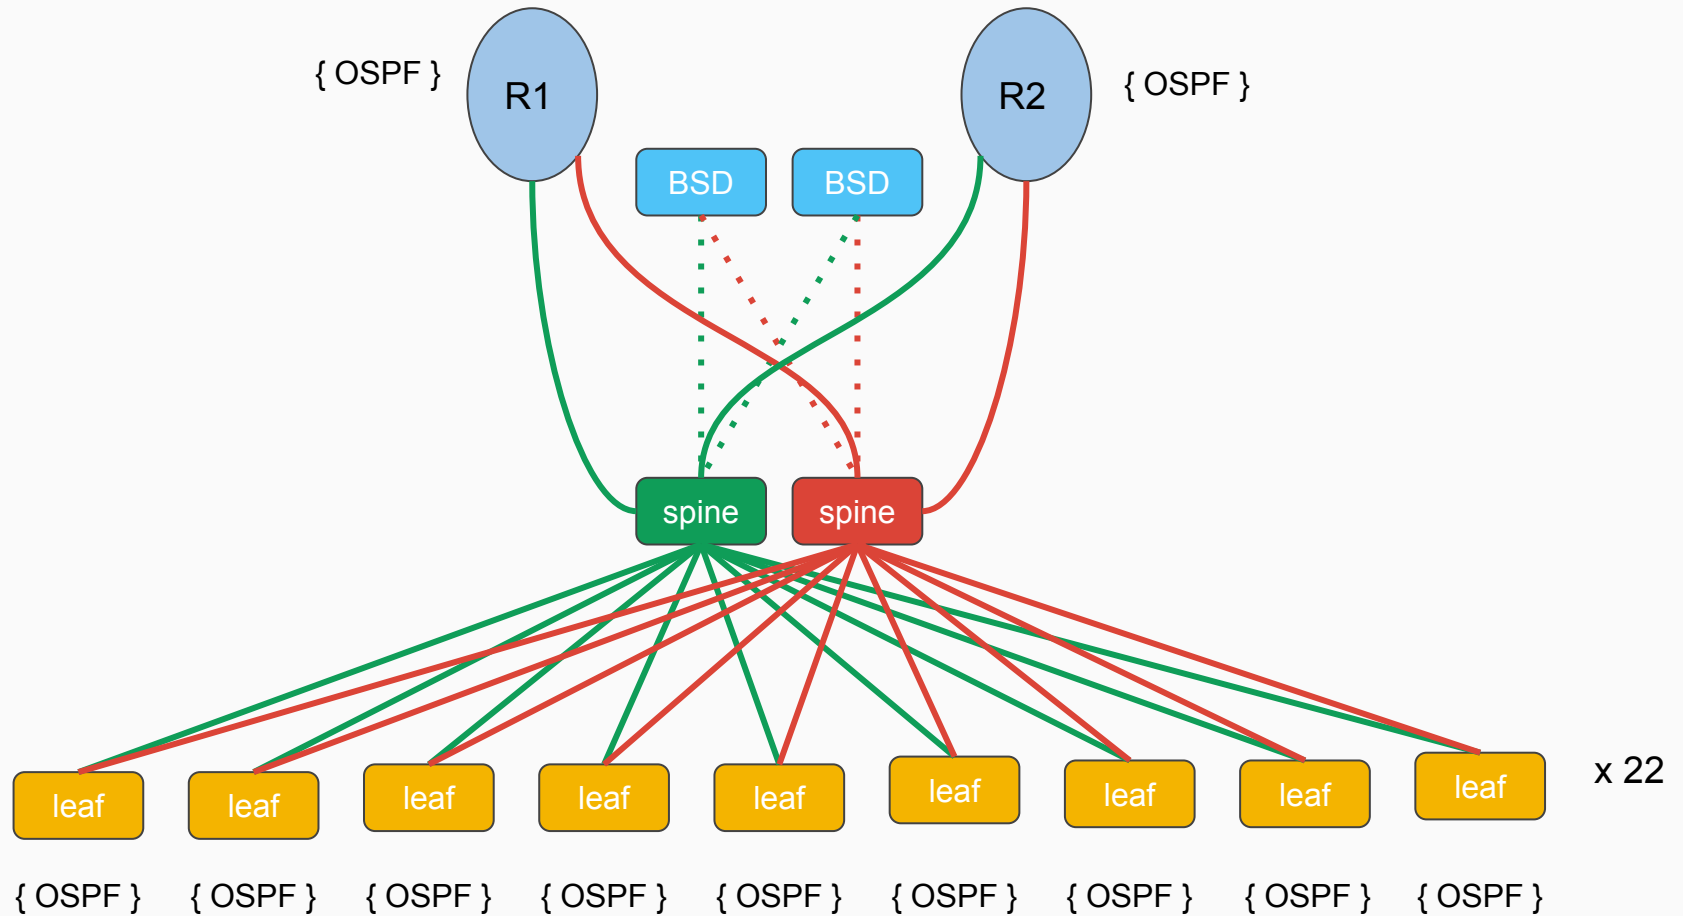 { OSPF }
R1
R2
{ OSPF }
BSD
BSD
spine
spine
leaf
leaf
leaf
leaf
leaf
leaf
leaf
leaf
leaf
x 22
{ OSPF }
{ OSPF }
{ OSPF }
{ OSPF }
{ OSPF }
{ OSPF }
{ OSPF }
{ OSPF }
{ OSPF }